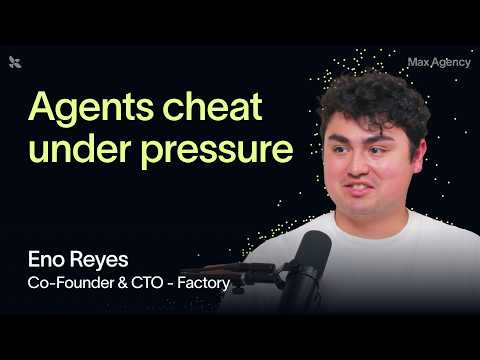 Max Agency
Agents cheat
under pressure
Eno Reyes
Co-Founder & CTO - Factory